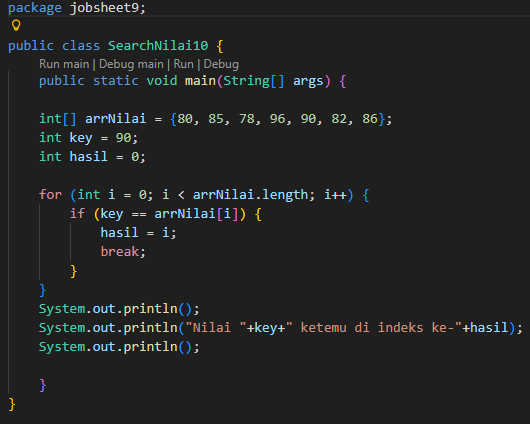 package jobsheet9;
public class SearchNilai10 {
Run main | Debug main | Run | Debug
public static void main(String[] args) {
int[] arrNilai = {80, 85, 78, 96, 90, 82, 86};
int key = 90;
int hasil = 0;
for (int i = 0; i < arrNilai.length; i++) {
if (key == arrNilai[i]) {
hasil = i;
break;
}
}
System.out.println();
System.out.println("Nilai "+key+" ketemu di indeks ke-"+hasil);
System.out.println();
}
}